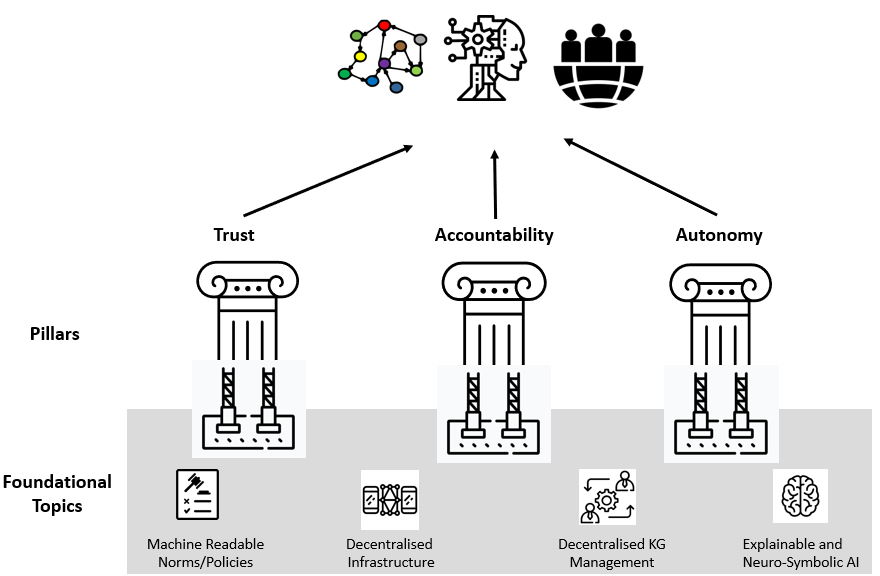 Trust
Accountability
Autonomy
Pillars
Foundational
Topics
Machine Readable
Norms/Policies
Decentralised
Infrastructure
Decentralised KG
Management
Explainable and
Neuro-Symbolic AI